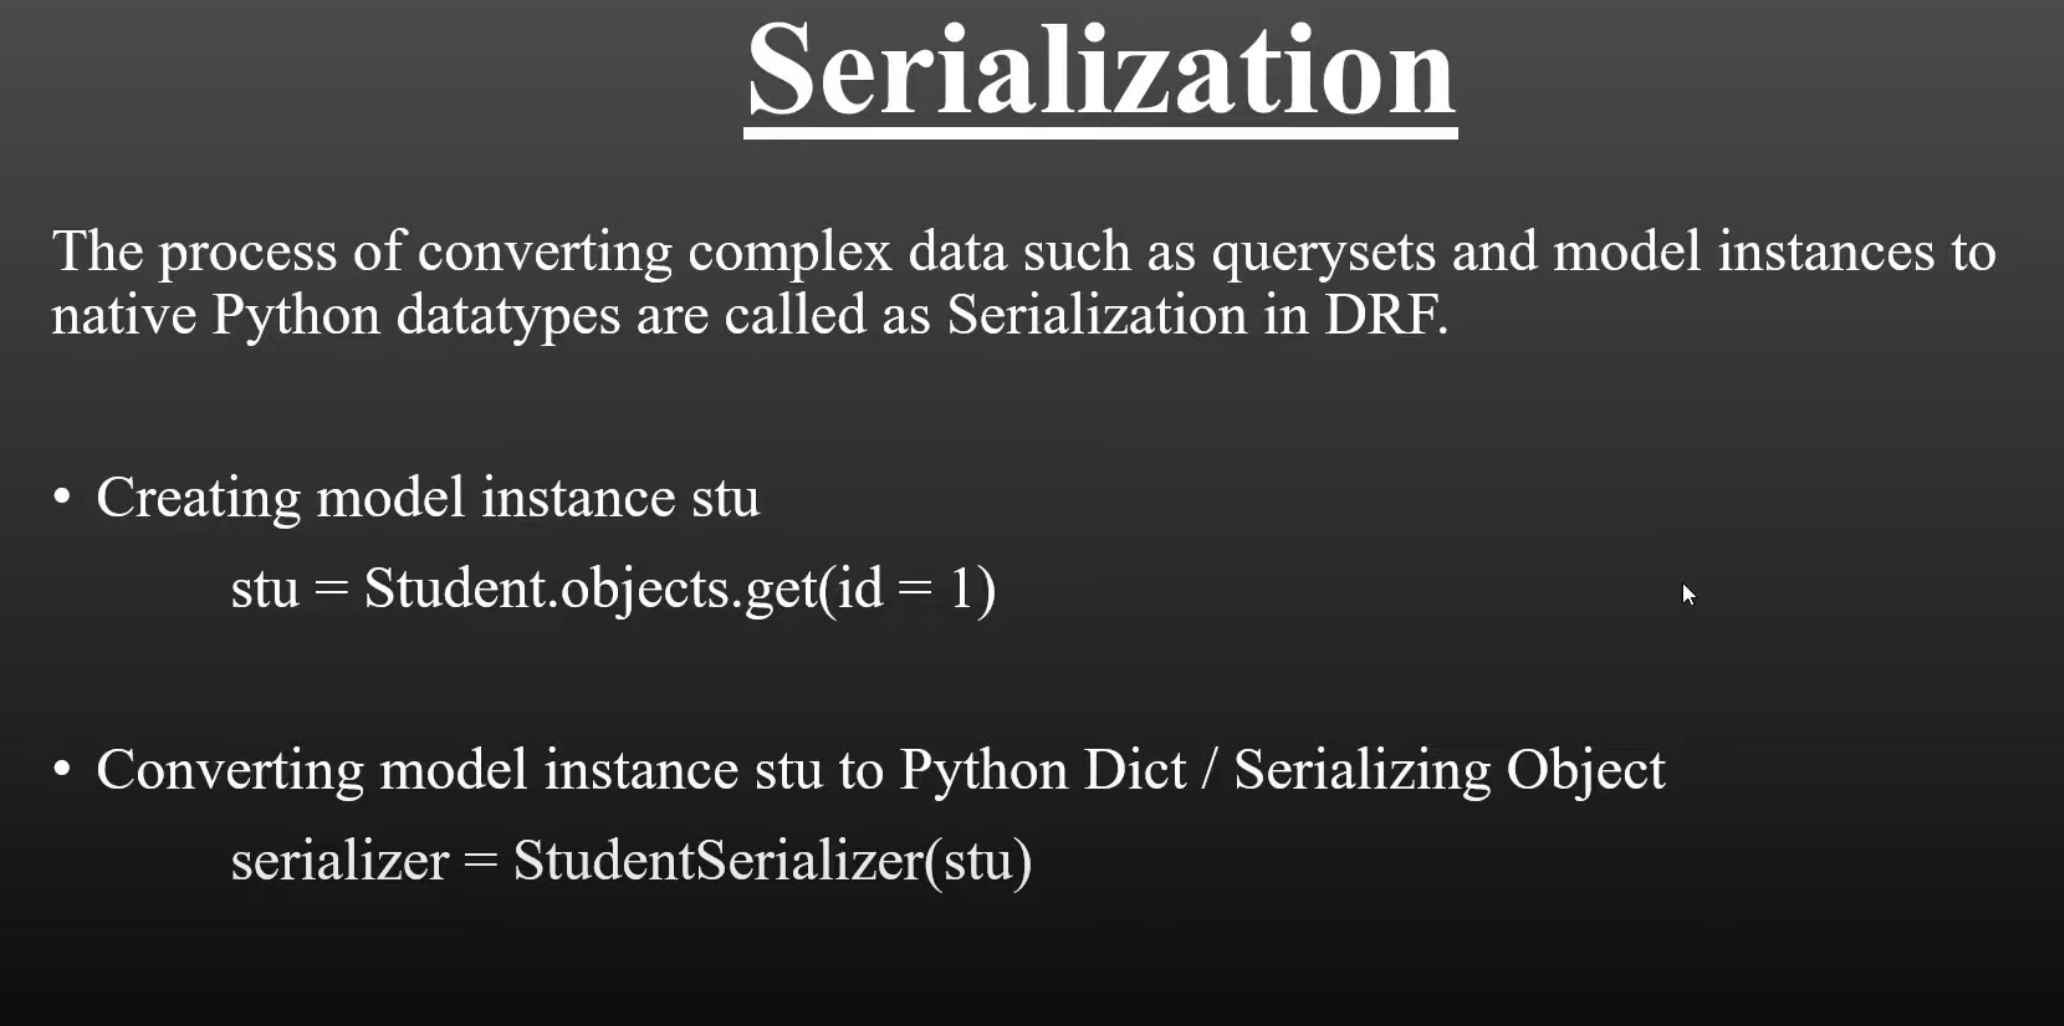 Serialization
The process of converting complex data such as querysets and model instances to
native Python datatypes are called as Serialization in DRF.
• Creating model instance stu
stu = Student.objects.get(id = 1)
• Converting model instance stu to Python Dict / Serializing Object
serializer = StudentSerializer(stu)